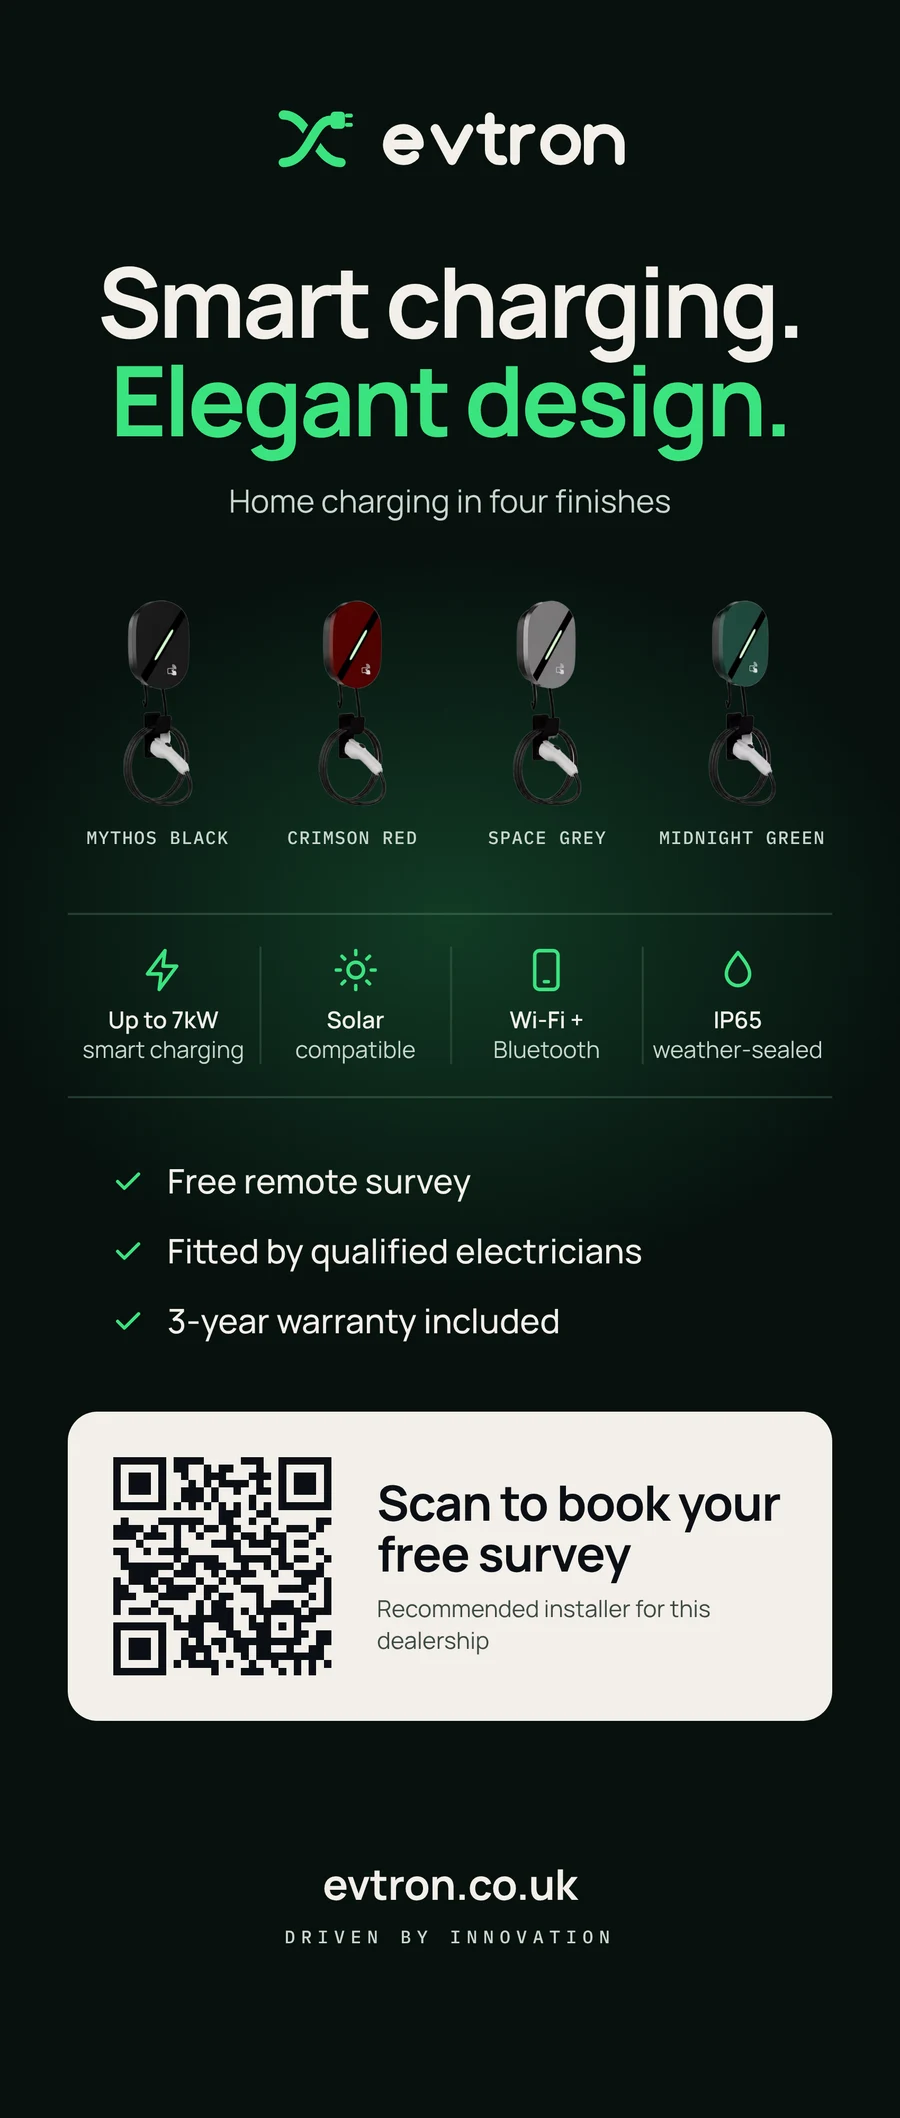 evtron
Smart charging.
Elegant design.
Home charging in four finishes
MYTHOS BLACK
CRIMSON RED
SPACE GREY
MIDNIGHT GREEN
Up to 7kW
smart charging
Solar
compatible
Wi-Fi +
Bluetooth
IP65
weather-sealed
Free remote survey
Fitted by qualified electricians
3-year warranty included
Scan to book your
free survey
Recommended installer for this
dealership
evtron.co.uk
DRIVEN BY INNOVATION